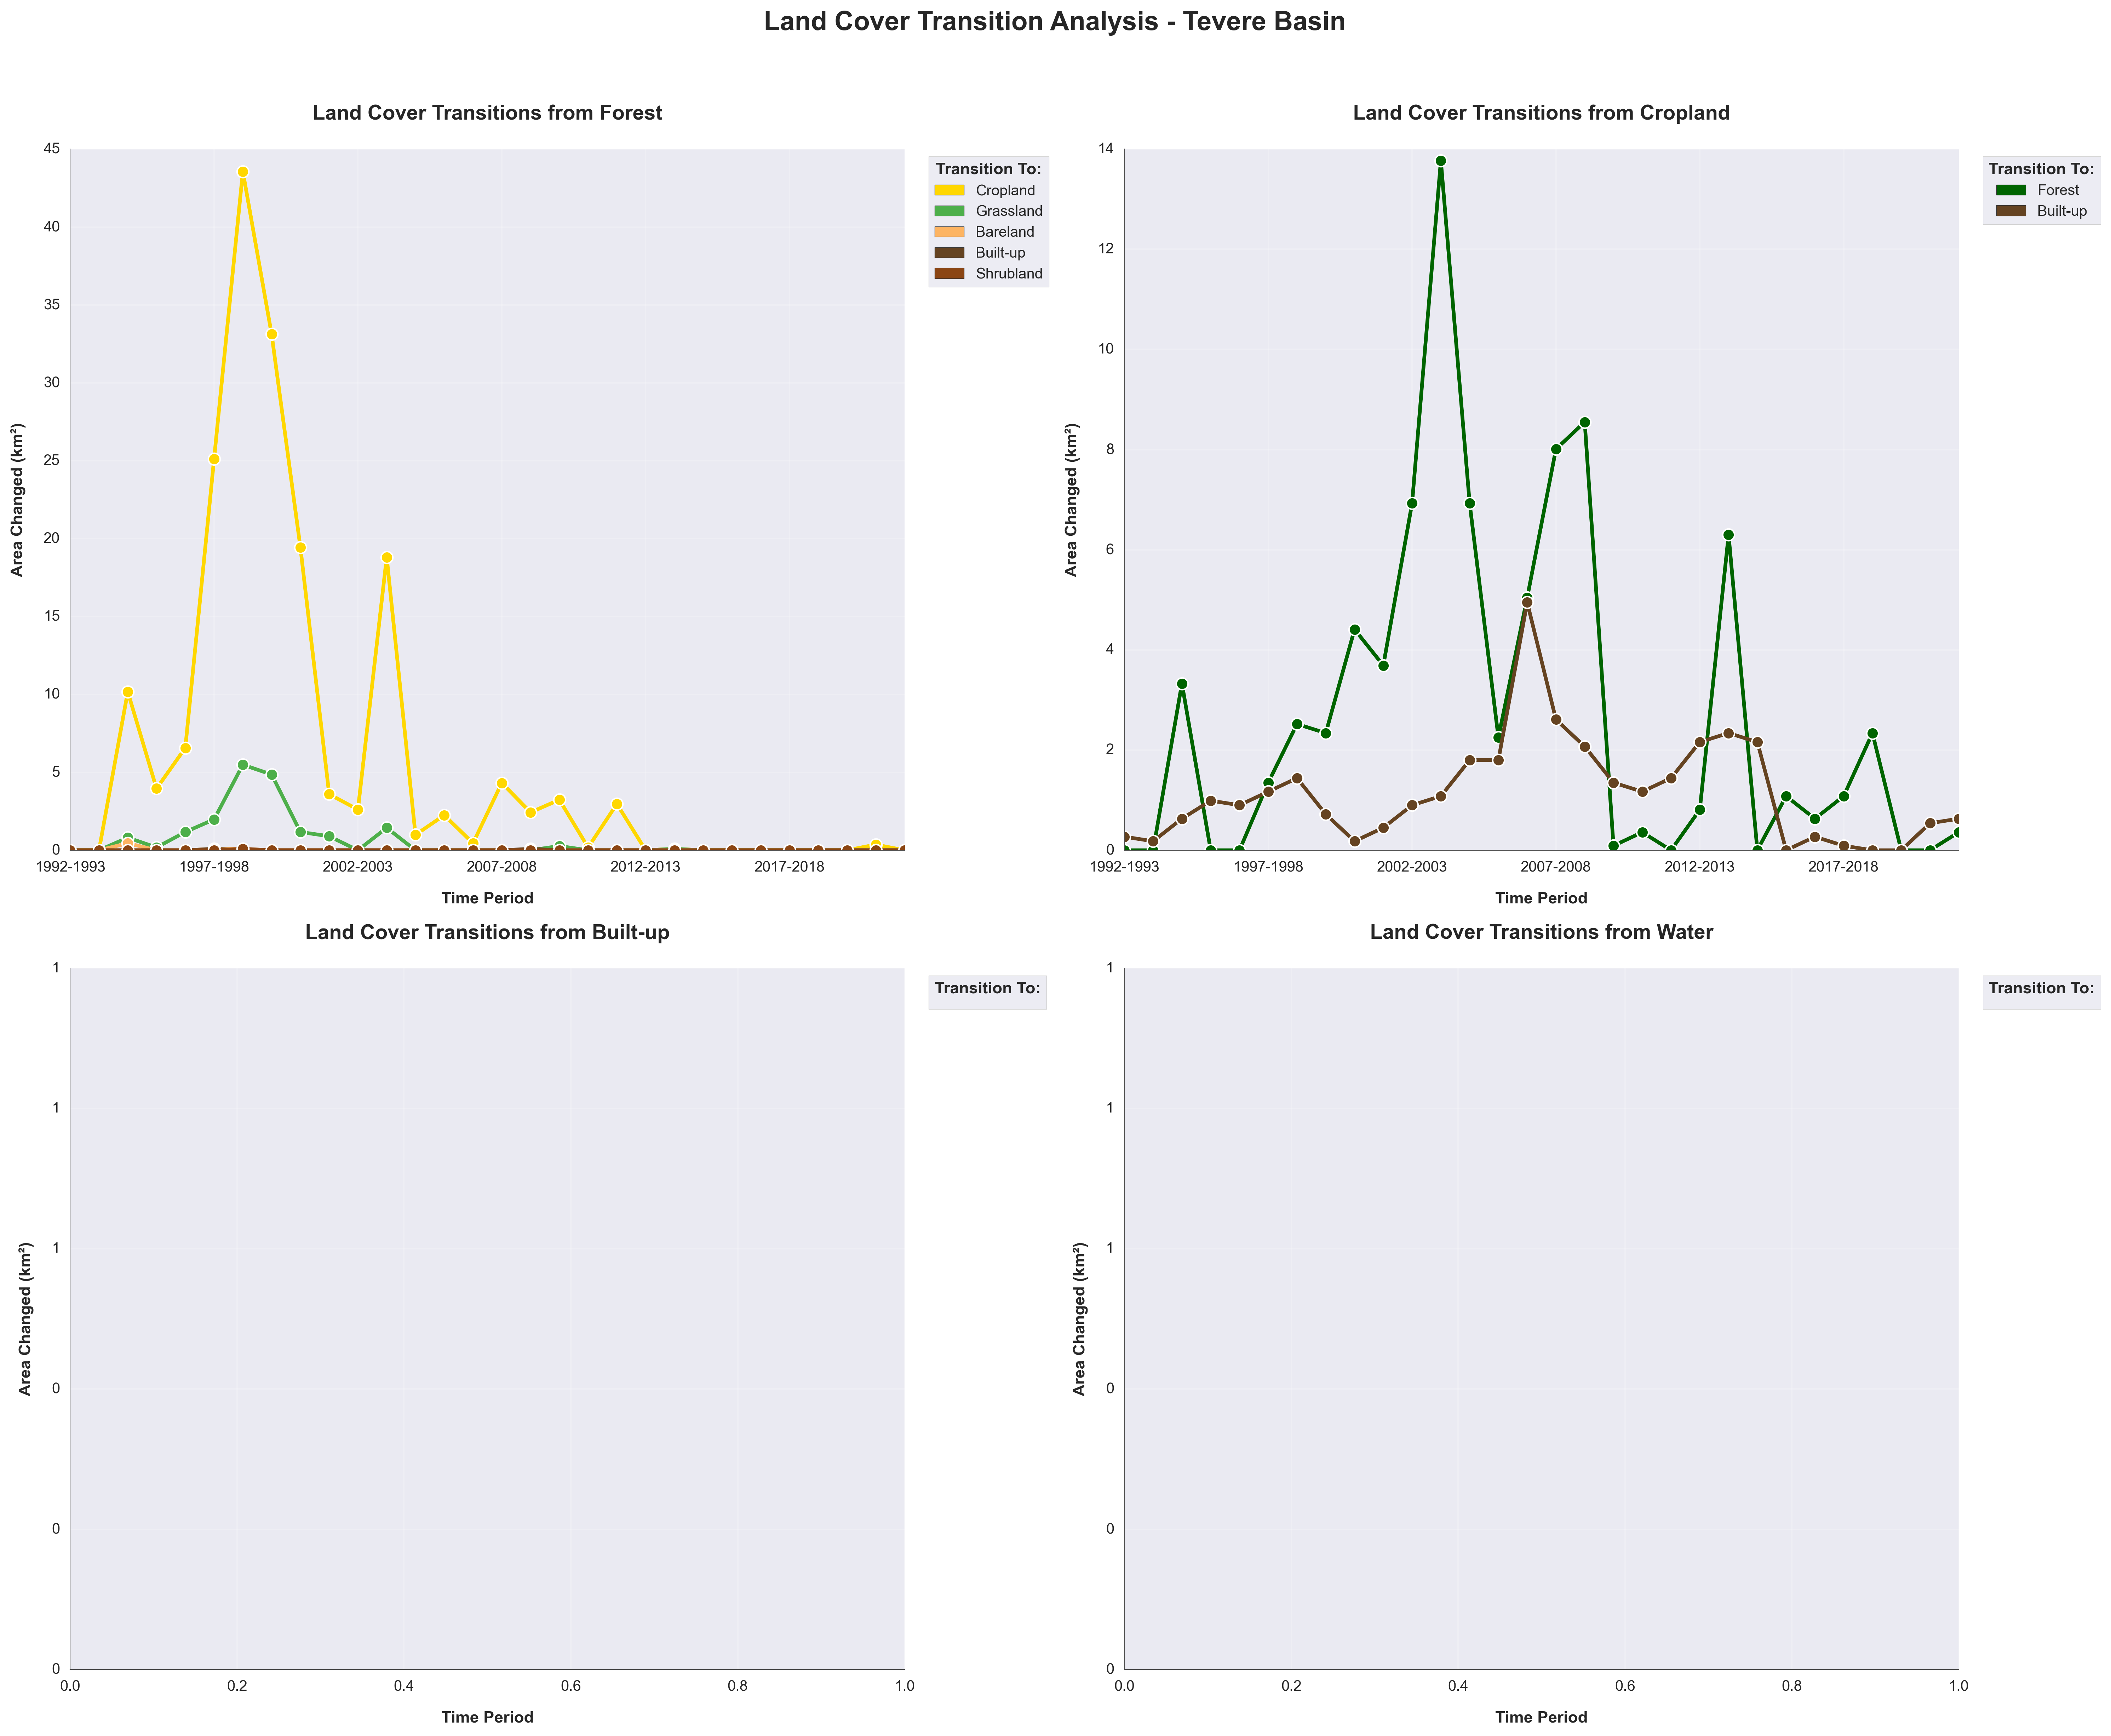 Land Cover Transition Analysis - Tevere Basin
Land Cover Transitions from Forest
45
40
35
30
25
20
15
10
5
0
Area Changed (km²)
1992-1993
1997-1998
2002-2003
2007-2008
2012-2013
2017-2018
Time Period
Transition To:
Cropland
Grassland
Bareland
Built-up
Shrubland
Land Cover Transitions from Cropland
14
12
10
8
6
4
2
0
Area Changed (km²)
1992-1993
1997-1998
2002-2003
2007-2008
2012-2013
2017-2018
Time Period
Transition To:
Forest
Built-up
Land Cover Transitions from Built-up
1
1
1
0
0
0
Area Changed (km²)
0.0
0.2
0.4
0.6
0.8
1.0
Time Period
Transition To:
Land Cover Transitions from Water
1
1
1
0
0
0
Area Changed (km²)
0.0
0.2
0.4
0.6
0.8
1.0
Time Period
Transition To: